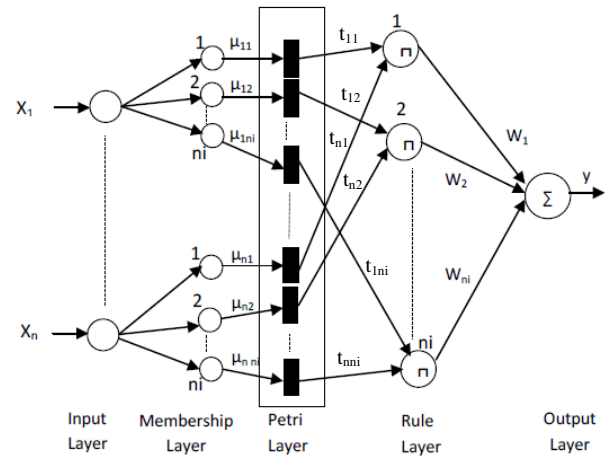 1
μ11
t11
1
Π
2
μ12
t12
X1
ni
μ1ni
tn1
2
Π
W1
tn2
W2
y
Σ
1
μn1
t1ni
Wni
2
μn2
Xn
ni
μn ni
tnni
ni
Π
Input
Layer
Membership
Layer
Petri
Layer
Rule
Layer
Output
Layer